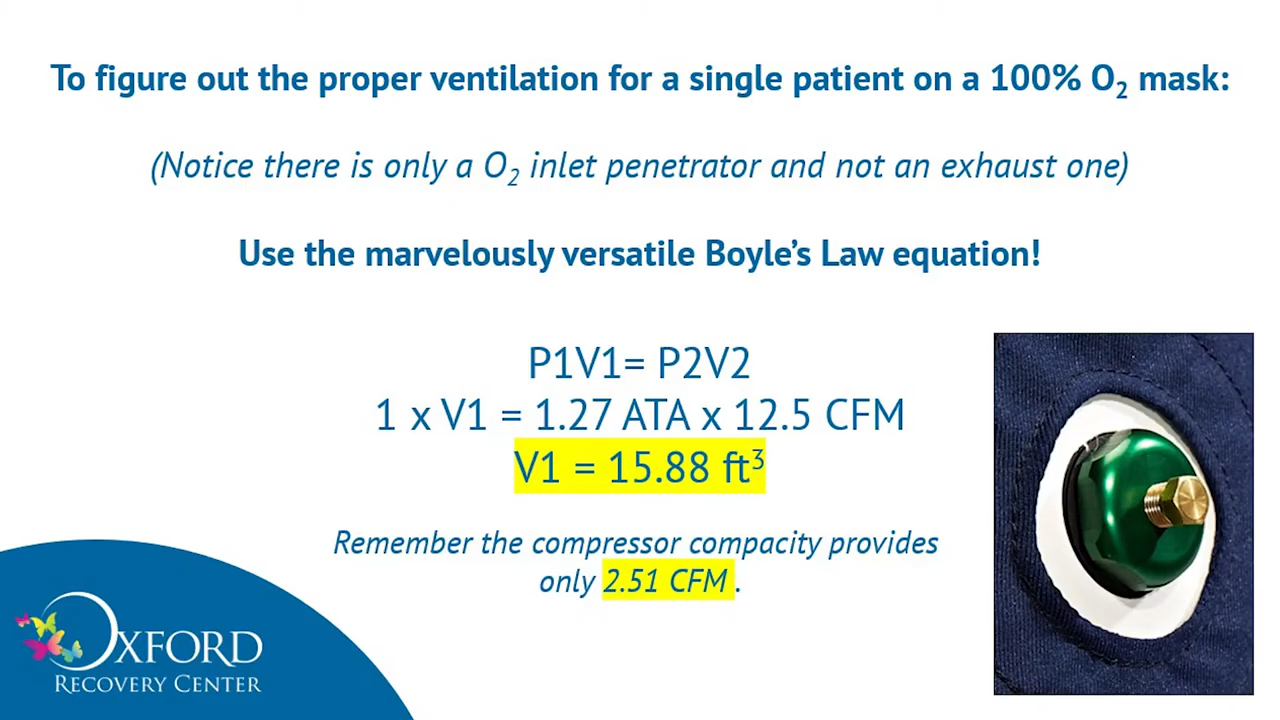 To figure out the proper ventilation for a single patient on a 100% O₂ mask:
(Notice there is only a O₂ inlet penetrator and not an exhaust one)
Use the marvelously versatile Boyle’s Law equation!
P1V1= P2V2
1 x V1 = 1.27 ATA x 12.5 CFM
V1 = 15.88 ft³
Remember the compressor compacity provides
only 2.51 CFM .
OXFORD
RECOVERY CENTER